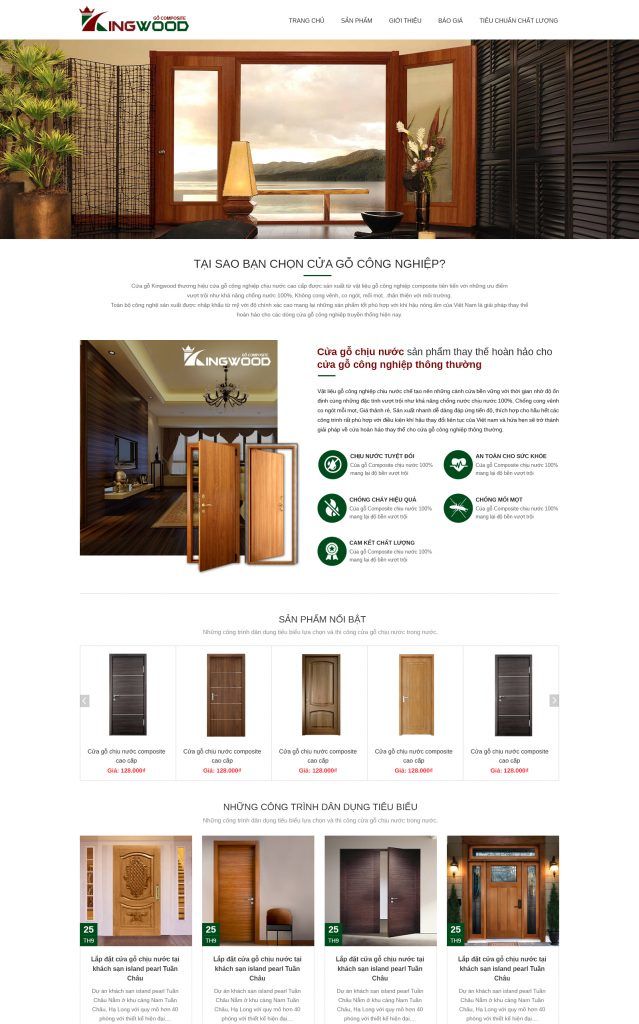 GỖ COMPOSITE
KINGWOOD
TRANG CHỦ SẢN PHẨM GIỚI THIỆU BÁO GIÁ TIÊU CHUẨN CHẤT LƯỢNG
TẠI SAO BẠN CHỌN CỬA GỖ CÔNG NGHIỆP?
Cửa gỗ Kingwood thương hiệu cửa gỗ công nghiệp chịu nước cao cấp được sản xuất từ vật liệu gỗ công nghiệp composite tiên tiến với những ưu điểm
vượt trội như khả năng chống nước 100%, Không cong vênh, co ngót, mối mọt, .thân thiện với môi trường.
Toàn bộ công nghệ sản xuất được nhập khẩu từ mỹ với độ chính xác cao mang lại những sản phẩm tốt phù hợp với khí hậu nóng ẩm của Việt Nam là giải pháp thay thế
hoàn hảo cho các dòng cửa gỗ công nghiệp truyền thống hiện nay.
GỖ COMPOSITE
KINGWOOD
Cửa gỗ chịu nước sản phẩm thay thế hoàn hảo cho
cửa gỗ công nghiệp thông thường
Vật liệu gỗ công nghiệp chịu nước chế tạo nên những cánh cửa bền vững với thời gian nhờ độ ổn
định cùng những đặc tính vượt trội như khả năng chống nước chịu nước 100%, Chống cong vênh
co ngót mối mọt, Giá thành rẻ, Sản xuất nhanh dễ dàng đáp ứng tiến độ, thích hợp cho hầu hết các
công trình rất phù hợp với điều kiện khí hậu thay đổi liên tục của Việt nam và hứa hẹn sẽ trở thành
giải pháp về cửa hoàn hảo thay thế cho cửa gỗ công nghiệp thông thường.
CHỊU NƯỚC TUYỆT ĐỐI
Cửa gỗ Composite chịu nước 100%
mang lại độ bền vượt trội
AN TOÀN CHO SỨC KHỎE
Cửa gỗ Composite chịu nước 100%
mang lại độ bền vượt trội
CHỐNG CHÁY HIỆU QUẢ
Cửa gỗ Composite chịu nước 100%
mang lại độ bền vượt trội
CHỐNG MỐI MỌT
Cửa gỗ Composite chịu nước 100%
mang lại độ bền vượt trội
CAM KẾT CHẤT LƯỢNG
Cửa gỗ Composite chịu nước 100%
mang lại độ bền vượt trội
SẢN PHẨM NỔI BẬT
Những công trình dân dụng tiêu biểu lựa chọn và thi công cửa gỗ chịu nước trong nước.
Cửa gỗ chịu nước composite
cao cấp
Giá: 128.000đ
Cửa gỗ chịu nước composite
cao cấp
Giá: 128.000đ
Cửa gỗ chịu nước composite
cao cấp
Giá: 128.000đ
Cửa gỗ chịu nước composite
cao cấp
Giá: 128.000đ
Cửa gỗ chịu nước composite
cao cấp
Giá: 128.000đ
NHỮNG CÔNG TRÌNH DÂN DỤNG TIÊU BIỂU
Những công trình dân dụng tiêu biểu lựa chọn và thi công cửa gỗ chịu nước trong nước.
25
TH9
Lắp đặt cửa gỗ chịu nước tại
khách sạn island pearl Tuần
Châu
Dự án khách sạn island pearl Tuần
Châu Nằm ở khu cảng Nam Tuần
Châu, Hạ Long với quy mô hơn 40
phòng với thiết kế hiện đại....
25
TH9
Lắp đặt cửa gỗ chịu nước tại
khách sạn island pearl Tuần
Châu
Dự án khách sạn island pearl Tuần
Châu Nằm ở khu cảng Nam Tuần
Châu, Hạ Long với quy mô hơn 40
phòng với thiết kế hiện đại....
25
TH9
Lắp đặt cửa gỗ chịu nước tại
khách sạn island pearl Tuần
Châu
Dự án khách sạn island pearl Tuần
Châu Nằm ở khu cảng Nam Tuần
Châu, Hạ Long với quy mô hơn 40
phòng với thiết kế hiện đại....
25
TH9
Lắp đặt cửa gỗ chịu nước tại
khách sạn island pearl Tuần
Châu
Dự án khách sạn island pearl Tuần
Châu Nằm ở khu cảng Nam Tuần
Châu, Hạ Long với quy mô hơn 40
phòng với thiết kế hiện đại....